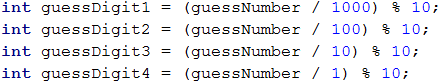 int guessDigit1 = (guessNumber / 1000) % 10;
int guessDigit2 = (guessNumber / 100) % 10;
int guessDigit3 = (guessNumber / 10) % 10;
int guessDigit4 = (guessNumber / 1) % 10;